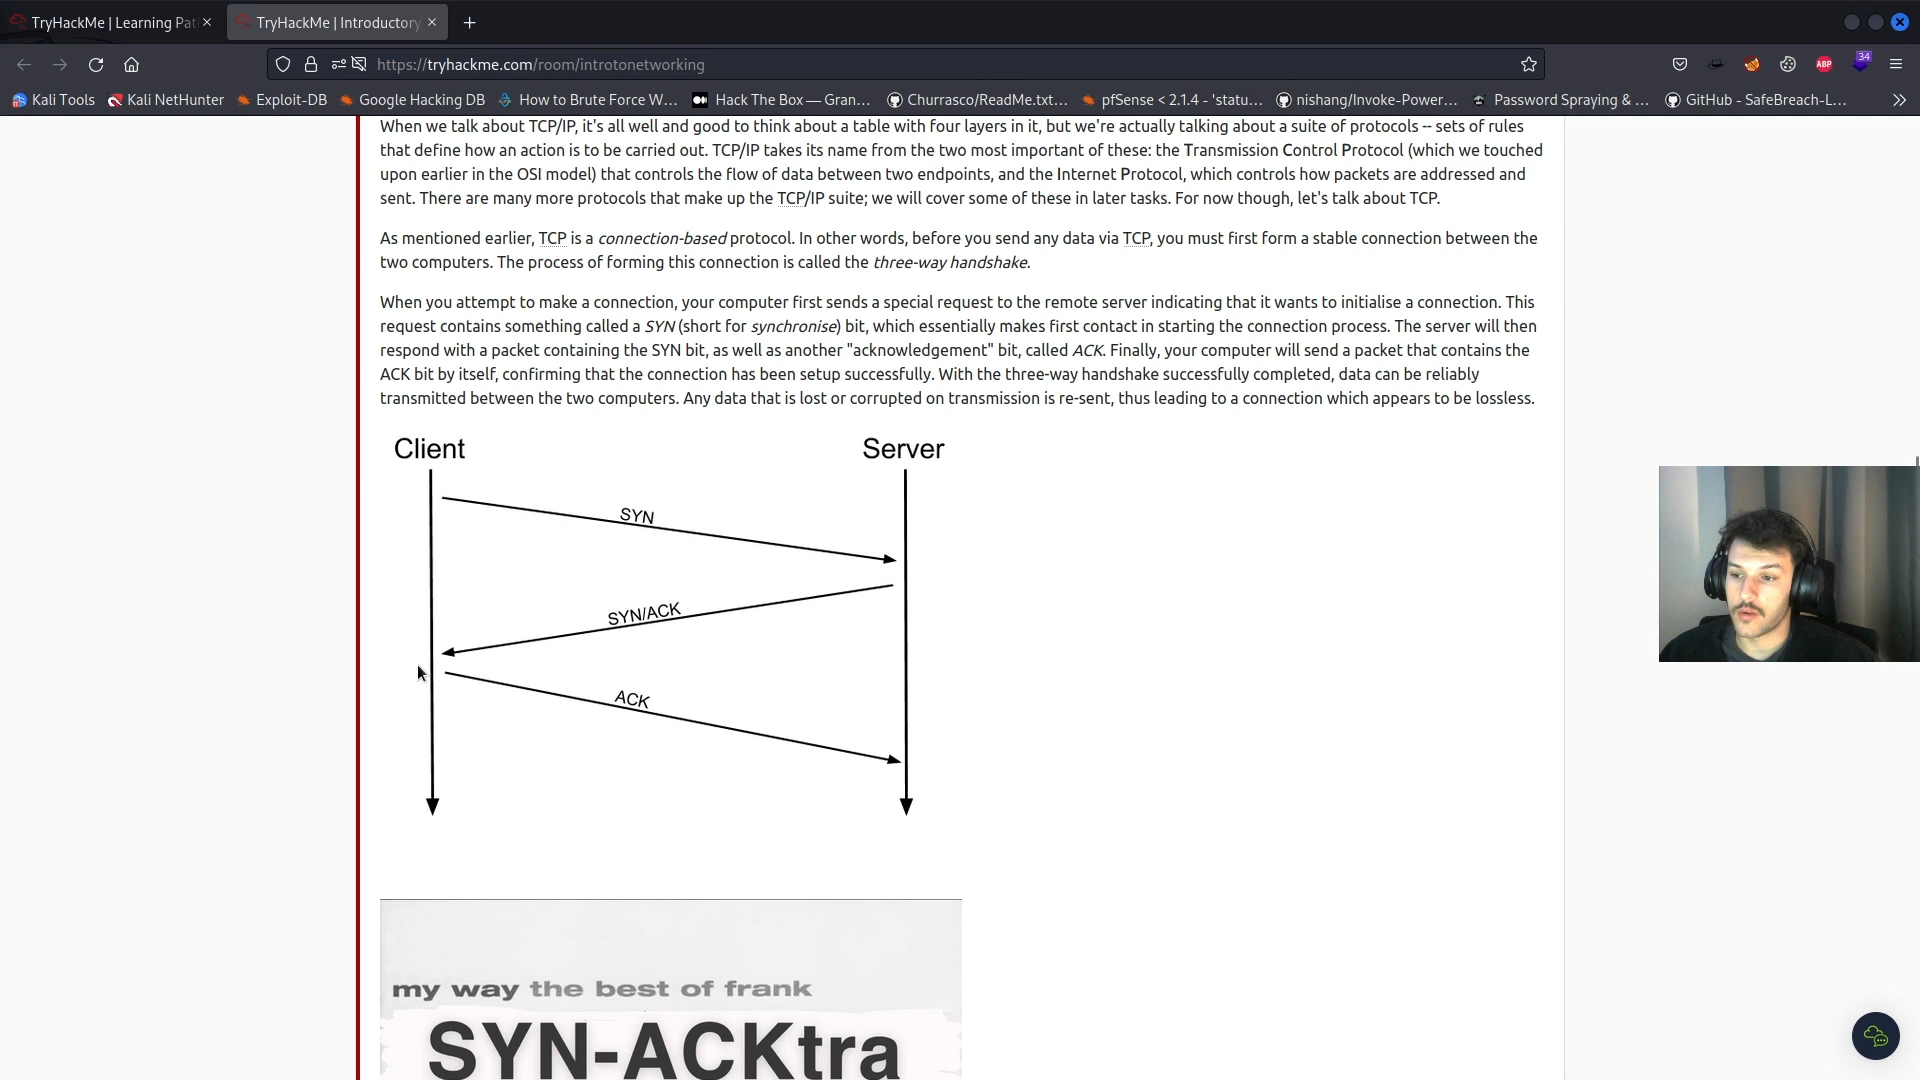 TryHackMe | Learning Pat
TryHackMe | Introductory
https://tryhackme.com/room/introtonetworking
34
ABP
Kali Tools
Kali NetHunter
Exploit-DB
Google Hacking DB
How to Brute Force W...
Hack The Box — Gran...
Churrasco/ReadMe.txt...
pfSense < 2.1.4 - 'statu...
nishang/Invoke-Power...
Password Spraying & ...
GitHub - SafeBreach-L...
When we talk about TCP/IP, it's all well and good to think about a table with four layers in it, but we're actually talking about a suite of protocols -- sets of rules
that define how an action is to be carried out. TCP/IP takes its name from the two most important of these: the Transmission Control Protocol (which we touched
upon earlier in the OSI model) that controls the flow of data between two endpoints, and the Internet Protocol, which controls how packets are addressed and
sent. There are many more protocols that make up the TCP/IP suite; we will cover some of these in later tasks. For now though, let's talk about TCP.
As mentioned earlier, TCP is a connection-based protocol. In other words, before you send any data via TCP, you must first form a stable connection between the
two computers. The process of forming this connection is called the three-way handshake.
When you attempt to make a connection, your computer first sends a special request to the remote server indicating that it wants to initialise a connection. This
request contains something called a SYN (short for synchronise) bit, which essentially makes first contact in starting the connection process. The server will then
respond with a packet containing the SYN bit, as well as another "acknowledgement" bit, called ACK. Finally, your computer will send a packet that contains the
ACK bit by itself, confirming that the connection has been setup successfully. With the three-way handshake successfully completed, data can be reliably
transmitted between the two computers. Any data that is lost or corrupted on transmission is re-sent, thus leading to a connection which appears to be lossless.
Client
Server
SYN
SYN/ACK
ACK
my way the best of frank
SYN-ACKtra